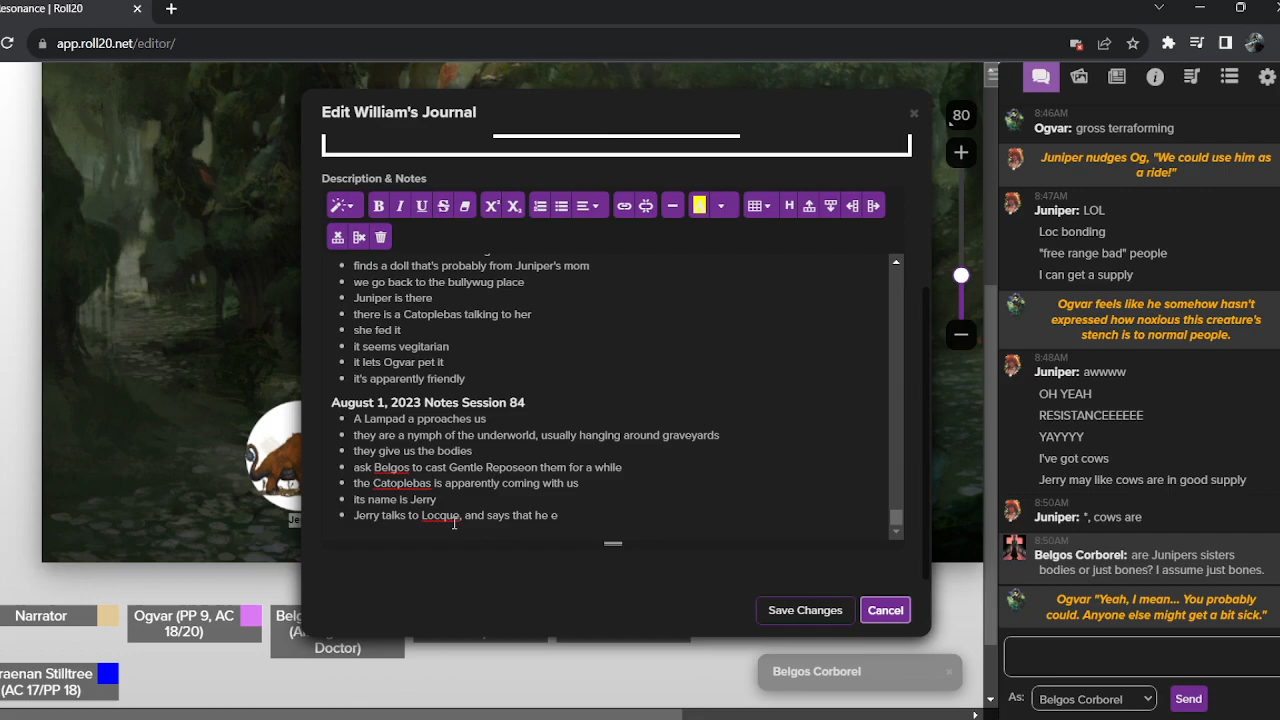 esonance | Roll20
app.roll20.net/editor/
Edit William's Journal
Description & Notes
finds a doll that's probably from Juniper's mom
we go back to the bullywug place
Juniper is there
there is a Catoplebas talking to her
she fed it
it seems vegitarian
it lets Ogvar pet it
it's apparently friendly
August 1, 2023 Notes Session 84
A Lampad a pproaches us
they are a nymph of the underworld, usually hanging around graveyards
they give us the bodies
ask Belgos to cast Gentle Reposeon them for a while
the Catoplebas is apparently coming with us
its name is Jerry
Jerry talks to Locque, and says that he e
Save Changes
Cancel
80
Je
Narrator
Ogvar (PP 9, AC
18/20)
Belg
(A
Doctor)
raenan Stilltree
(AC 17/PP 18)
Belgos Corborel
8:46AM
Ogvar: gross terraforming
Juniper nudges Og, "We could use him as
a ride!"
8:47AM
Juniper: LOL
Loc bonding
"free range bad" people
I can get a supply
Ogvar feels like he somehow hasn't
expressed how noxious this creature's
stench is to normal people.
8:48AM
Juniper: awwww
OH YEAH
RESISTANCEEEEEE
YAYYYY
I've got cows
Jerry may like cows are in good supply
8:50AM
Juniper: *, cows are
8:50AM
Belgos Corborel: are Junipers sisters
bodies or just bones? I assume just bones.
Ogvar "Yeah, I mean... You probably
could. Anyone else might get a bit sick."
As: Belgos Corborel
Send